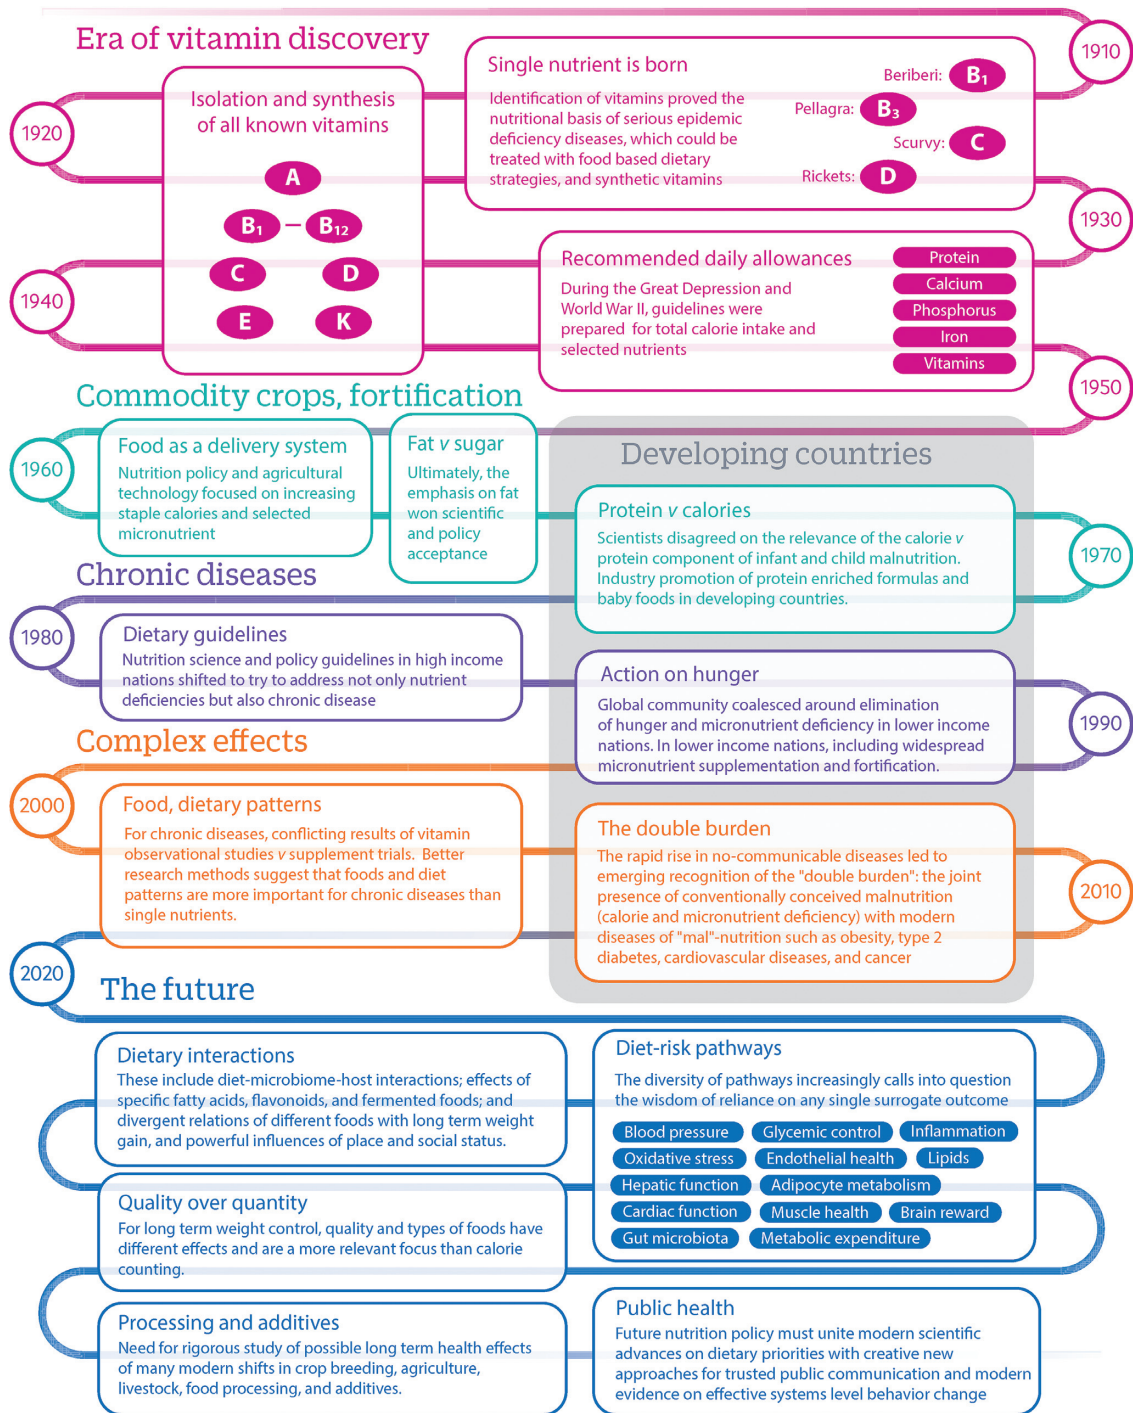 Era of vitamin discovery
1910
Single nutrient is born
Identification of vitamins proved the
nutritional basis of serious epidemic
deficiency diseases, which could be
treated with food based dietary
strategies, and synthetic vitamins
Beriberi: B1
Pellagra: B3
Scurvy: C
Rickets: D
1920
Isolation and synthesis
of all known vitamins
A
B1 – B12
C D
E K
1930
Recommended daily allowances
During the Great Depression and
World War II, guidelines were
prepared for total calorie intake and
selected nutrients
Protein
Calcium
Phosphorus
Iron
Vitamins
1940
1950
Commodity crops, fortification
1960
Food as a delivery system
Nutrition policy and agricultural
technology focused on increasing
staple calories and selected
micronutrient
Fat v sugar
Ultimately, the
emphasis on fat
won scientific
and policy
acceptance
Developing countries
Protein v calories
Scientists disagreed on the relevance of the calorie v
protein component of infant and child malnutrition.
Industry promotion of protein enriched formulas and
baby foods in developing countries.
1970
Chronic diseases
1980
Dietary guidelines
Nutrition science and policy guidelines in high income
nations shifted to try to address not only nutrient
deficiencies but also chronic disease
Action on hunger
Global community coalesced around elimination
of hunger and micronutrient deficiency in lower income
nations. In lower income nations, including widespread
micronutrient supplementation and fortification.
1990
Complex effects
2000
Food, dietary patterns
For chronic diseases, conflicting results of vitamin
observational studies v supplement trials. Better
research methods suggest that foods and diet
patterns are more important for chronic diseases than
single nutrients.
The double burden
The rapid rise in no-communicable diseases led to
emerging recognition of the "double burden": the joint
presence of conventionally conceived malnutrition
(calorie and micronutrient deficiency) with modern
diseases of "mal"-nutrition such as obesity, type 2
diabetes, cardiovascular diseases, and cancer
2010
2020
The future
Dietary interactions
These include diet-microbiome-host interactions; effects of
specific fatty acids, flavonoids, and fermented foods; and
divergent relations of different foods with long term weight
gain, and powerful influences of place and social status.
Diet-risk pathways
The diversity of pathways increasingly calls into question
the wisdom of reliance on any single surrogate outcome
Blood pressure Glycemic control Inflammation
Oxidative stress Endothelial health Lipids
Hepatic function Adipocyte metabolism
Cardiac function Muscle health Brain reward
Gut microbiota Metabolic expenditure
Quality over quantity
For long term weight control, quality and types of foods have
different effects and are a more relevant focus than calorie
counting.
Processing and additives
Need for rigorous study of possible long term health effects
of many modern shifts in crop breeding, agriculture,
livestock, food processing, and additives.
Public health
Future nutrition policy must unite modern scientific
advances on dietary priorities with creative new
approaches for trusted public communication and modern
evidence on effective systems level behavior change